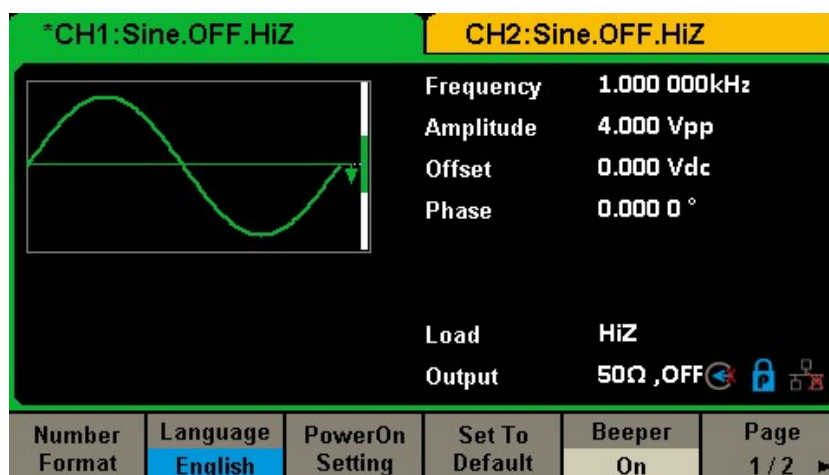 *CH1:Sine.OFF.HiZ CH2:Sine.OFF.HiZ
Frequency 1.000 000kHz
Amplitude 4.000 Vpp
Offset 0.000 Vdc
Phase 0.000 0 °
Load HiZ
Output 50Ω ,OFF P
Number Format
Language English
PowerOn Setting
Set To Default
Beeper On
Page 1/2